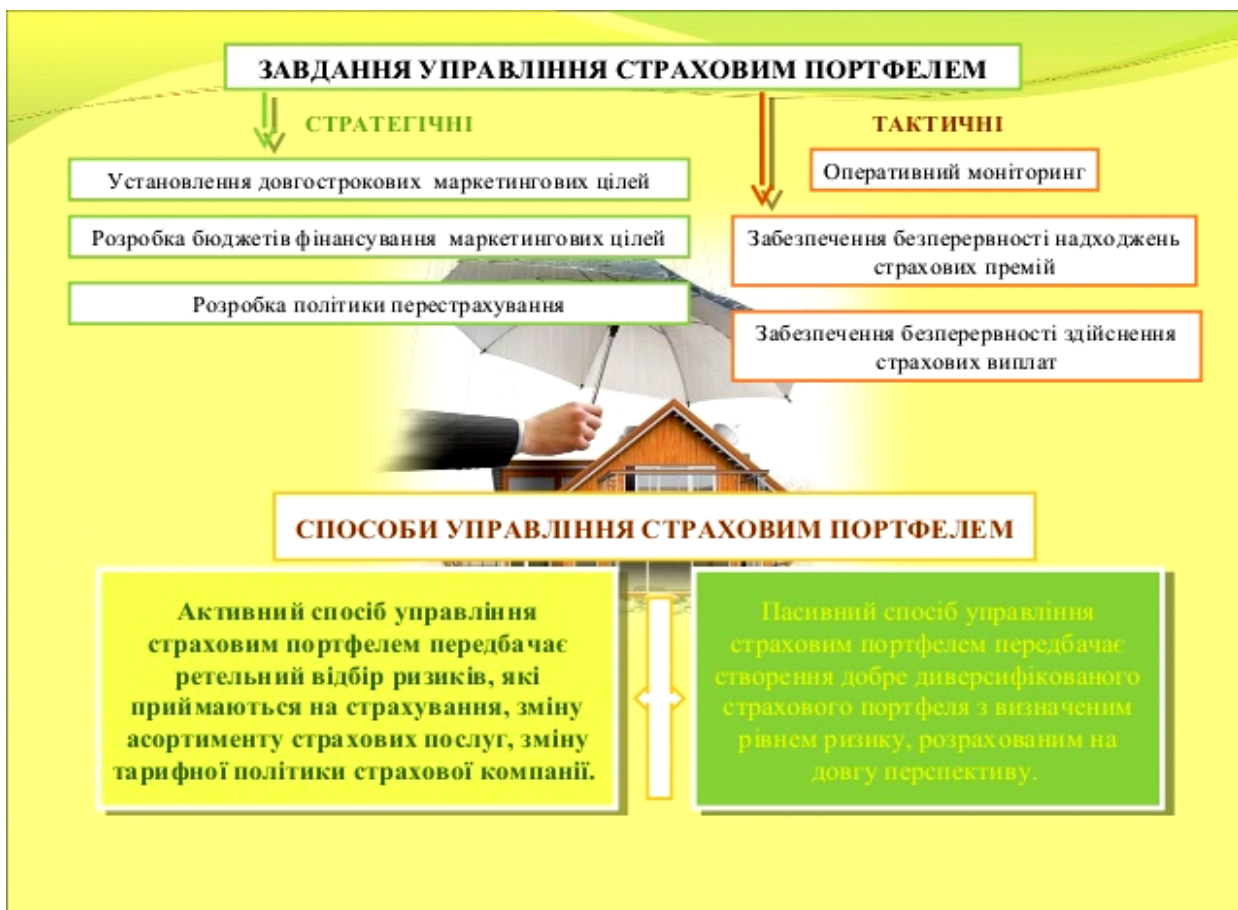 ЗАВДАННЯ УПРАВЛІННЯ СТРАХОВИМ ПОРТФЕЛЕМ
СТРАТЕГІЧНІ
Установлення довгострокових маркетингових цілей
Розробка бюджетів фінансування маркетингових цілей
Розробка політики перестрахування
ТАКТИЧНІ
Оперативний моніторинг
Забезпечення безперервності надходжень
страхових премій
Забезпечення безперервності здійснення
страхових виплат
СПОСОБИ УПРАВЛІННЯ СТРАХОВИМ ПОРТФЕЛЕМ
Активний спосіб управління
страховим портфелем передбачає
ретельний відбір ризиків, які
приймаються на страхування, зміну
асортименту страхових послуг, зміну
тарифної політики страхової компанії.
Пасивний спосіб управління
страховим портфелем передбачає
створення добре диверсифікованого
страхового портфеля з визначеним
рівнем ризику, розрахованим на
довгу перспективу.